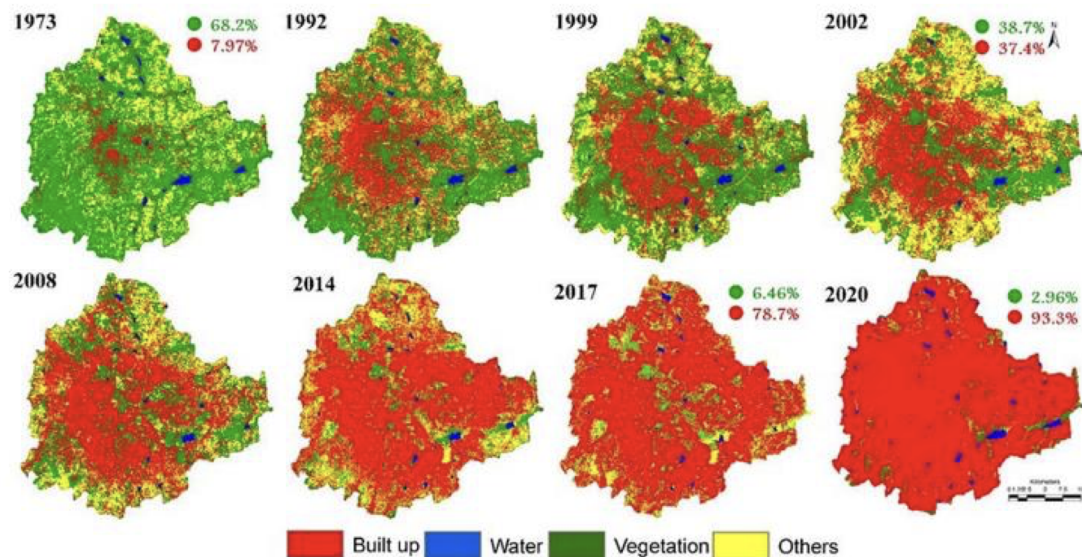 1973
68.2%
7.97%
1992
1999
2002
38.7%
37.4%
N
2008
2014
2017
6.46%
78.7%
2020
2.96%
93.3%
Kilometers
Built up
Water
Vegetation
Others